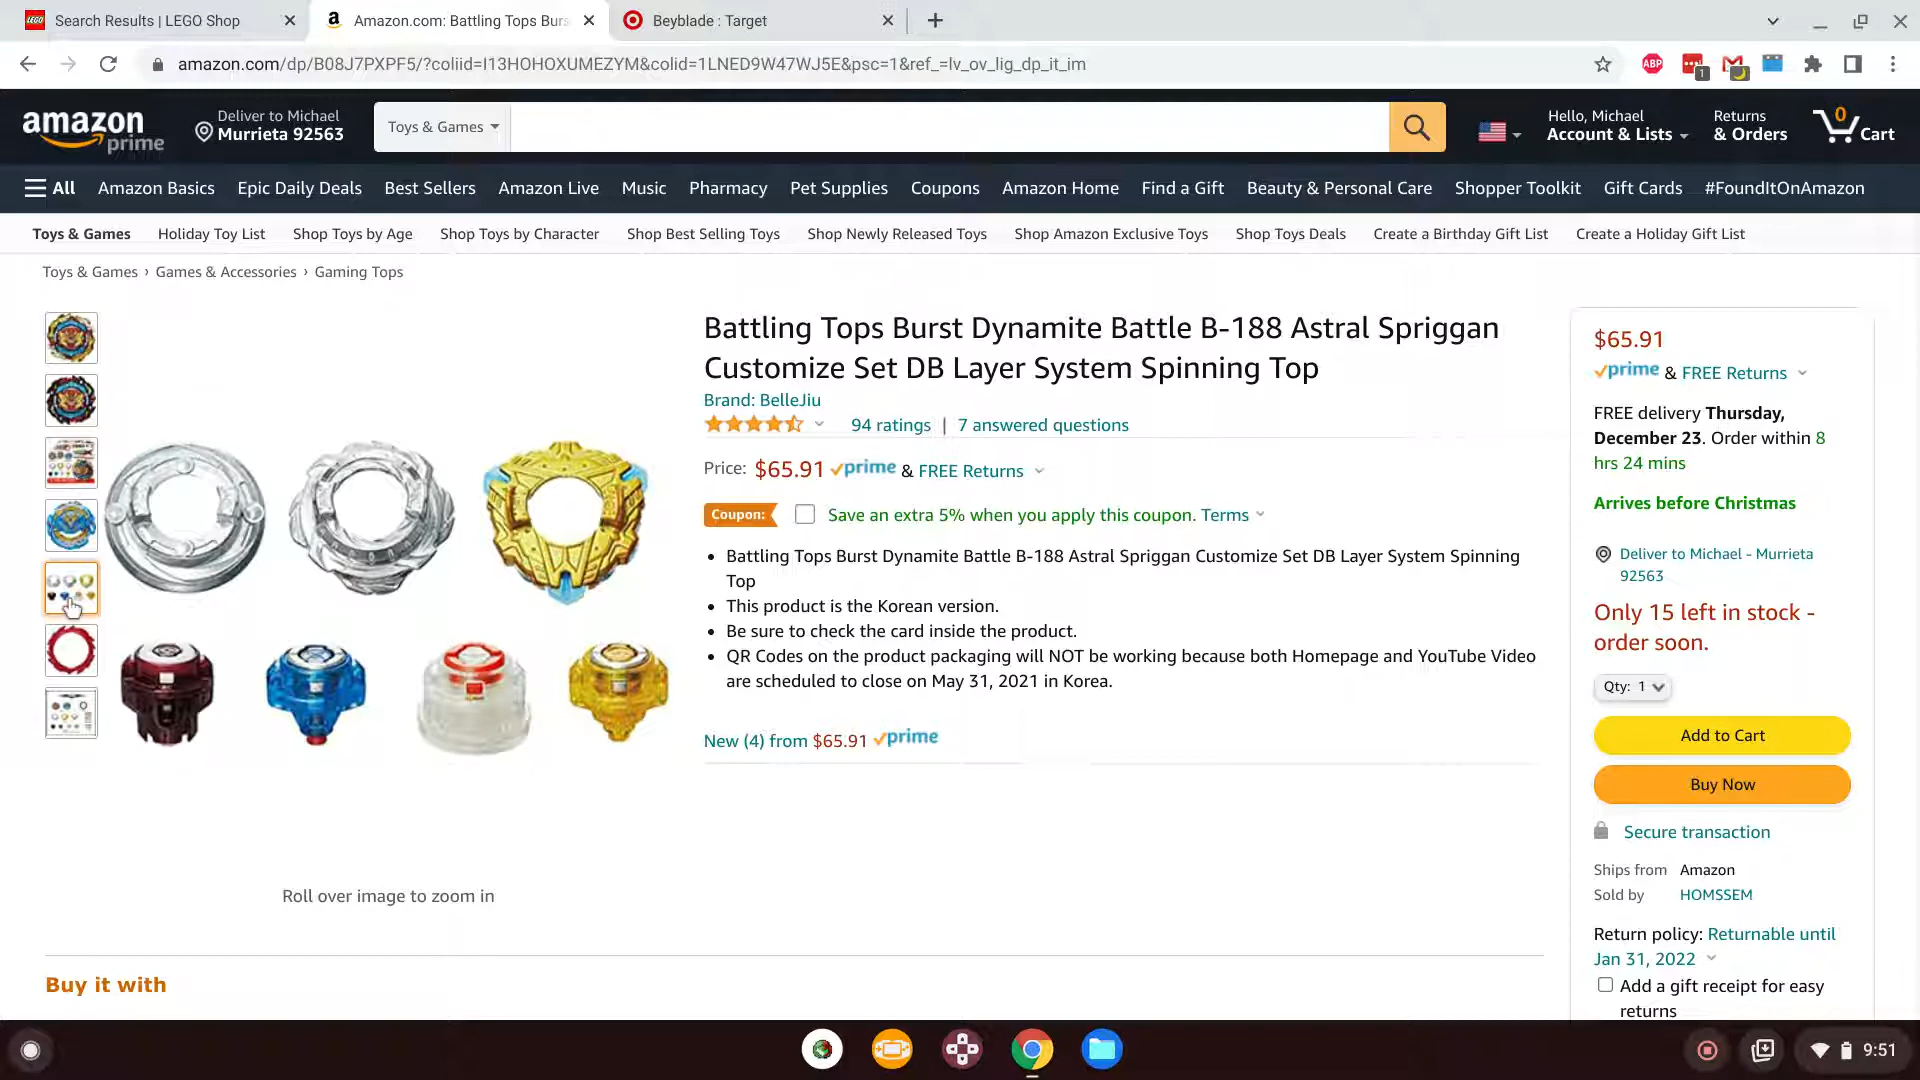 Search Results | LEGO Shop
Amazon.com: Battling Tops Burs
Beyblade : Target
amazon.com/dp/B08J7PXPF5/?coliid=I13HOHOXUMEZYM&colid=1LNED9W47WJ5E&psc=1&ref_=lv_ov_lig_dp_it_im
ABP
1
amazon prime
Deliver to Michael
Murrieta 92563
Toys & Games
Hello, Michael
Account & Lists
Returns
& Orders
0
Cart
All Amazon Basics Epic Daily Deals Best Sellers Amazon Live Music Pharmacy Pet Supplies Coupons Amazon Home Find a Gift Beauty & Personal Care Shopper Toolkit Gift Cards #FoundItOnAmazon
Toys & Games Holiday Toy List Shop Toys by Age Shop Toys by Character Shop Best Selling Toys Shop Newly Released Toys Shop Amazon Exclusive Toys Shop Toys Deals Create a Birthday Gift List Create a Holiday Gift List
Toys & Games › Games & Accessories › Gaming Tops
Battling Tops Burst Dynamite Battle B-188 Astral Spriggan
Customize Set DB Layer System Spinning Top
Brand: BelleJiu
94 ratings | 7 answered questions
Price: $65.91 prime & FREE Returns
Coupon: Save an extra 5% when you apply this coupon. Terms
• Battling Tops Burst Dynamite Battle B-188 Astral Spriggan Customize Set DB Layer System Spinning
Top
• This product is the Korean version.
• Be sure to check the card inside the product.
• QR Codes on the product packaging will NOT be working because both Homepage and YouTube Video
are scheduled to close on May 31, 2021 in Korea.
New (4) from $65.91 prime
Roll over image to zoom in
Buy it with
$65.91
prime & FREE Returns
FREE delivery Thursday,
December 23. Order within 8
hrs 24 mins
Arrives before Christmas
Deliver to Michael - Murrieta
92563
Only 15 left in stock -
order soon.
Qty: 1
Add to Cart
Buy Now
Secure transaction
Ships from Amazon
Sold by HOMSSEM
Return policy: Returnable until
Jan 31, 2022
Add a gift receipt for easy
returns
9:51